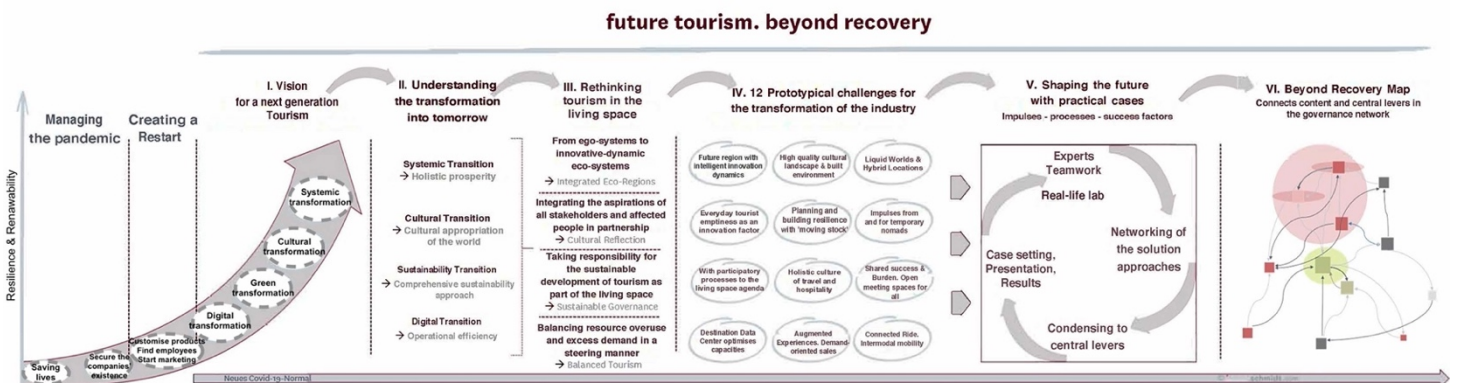 future tourism. beyond recovery
Resilience & Renawability
Managing
the pandemic
Creating a
Restart
I. Vision
for a next generation
Tourism
Saving
lives
Secure the
companies'
existence
Customise products
Find employees
Start marketing
Digital
transformation
Green
transformation
Cultural
transformation
Systemic
transformation
II. Understanding
the transformation
into tomorrow
Systemic Transition
→ Holistic prosperity
Cultural Transition
→ Cultural appropriation
of the world
Sustainability Transition
→ Comprehensive sustainability
approach
Digital Transition
→ Operational efficiency
III. Rethinking
tourism in the
living space
From ego-systems to
innovative-dynamic
eco-systems
→ Integrated Eco-Regions
Integrating the aspirations of
all stakeholders and affected
people in partnership
→ Cultural Reflection
Taking responsibility for
the sustainable
development of tourism as
part of the living space
→ Sustainable Governance
Balancing resource overuse
and excess demand in a
steering manner
→ Balanced Tourism
IV. 12 Prototypical challenges for
the transformation of the industry
Future region with
intelligent innovation
dynamics
High quality cultural
landscape & built
environment
Liquid Worlds &
Hybrid Locations
Everyday tourist
emptiness as an
innovation factor
Planning and
building resilience
with 'moving stock'
Impulses from
and for temporary
nomads
With participatory
processes to the
living space agenda
Holistic culture
of travel and
hospitality
Shared success &
Burden. Open
meeting spaces for
all
Destination Data
Center optimises
capacities
Augmented
Experiences. Demand-
oriented sales
Connected Ride.
Intermodal mobility
V. Shaping the future
with practical cases
Impulses - processes - success factors
Experts
Teamwork
Real-life lab
Networking of
the solution
approaches
Condensing to
central levers
Case setting,
Presentation,
Results
VI. Beyond Recovery Map
Connects content and central levers in
the governance network
Neues Covid-19-Normal